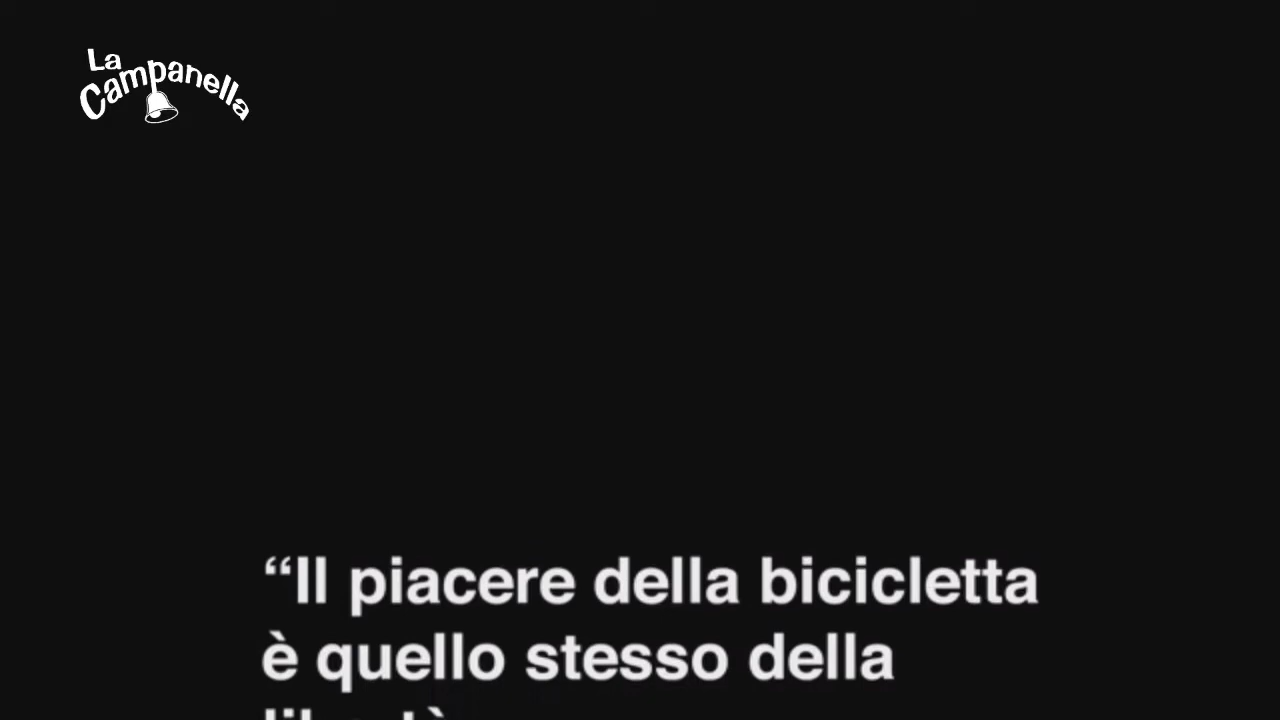 La
Campanella
“Il piacere della bicicletta
è quello stesso della